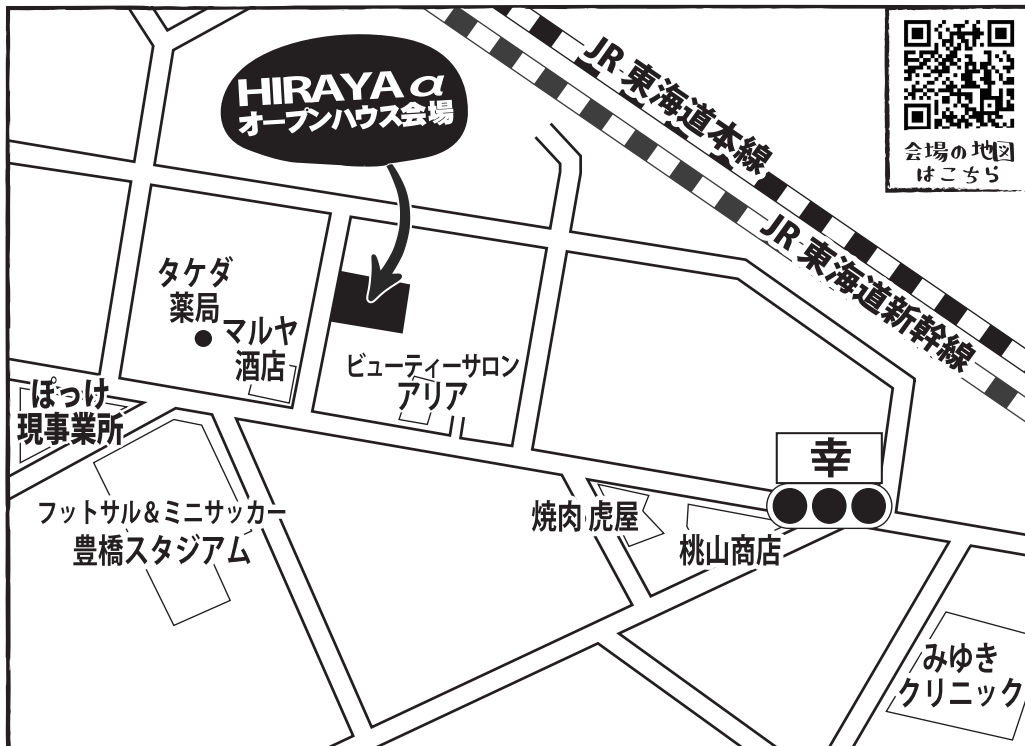 HIRAYA α
オープンハウス会場
JR 東海道本線
JR 東海道新幹線
会場の地図
はこちら
タケダ
薬局
マルヤ
酒店
ビューティーサロン
アリア
ぽっけ
現事業所
幸
フットサル&ミニサッカー
豊橋スタジアム
焼肉 虎屋
桃山商店
みゆき
クリニック